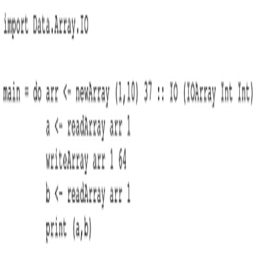 import Data.Array.IO
main = do arr <- newArray (1,10) 37 :: IO (IOArray Int Int)
a <- readArray arr 1
writeArray arr 1 64
b <- readArray arr 1
print (a,b)